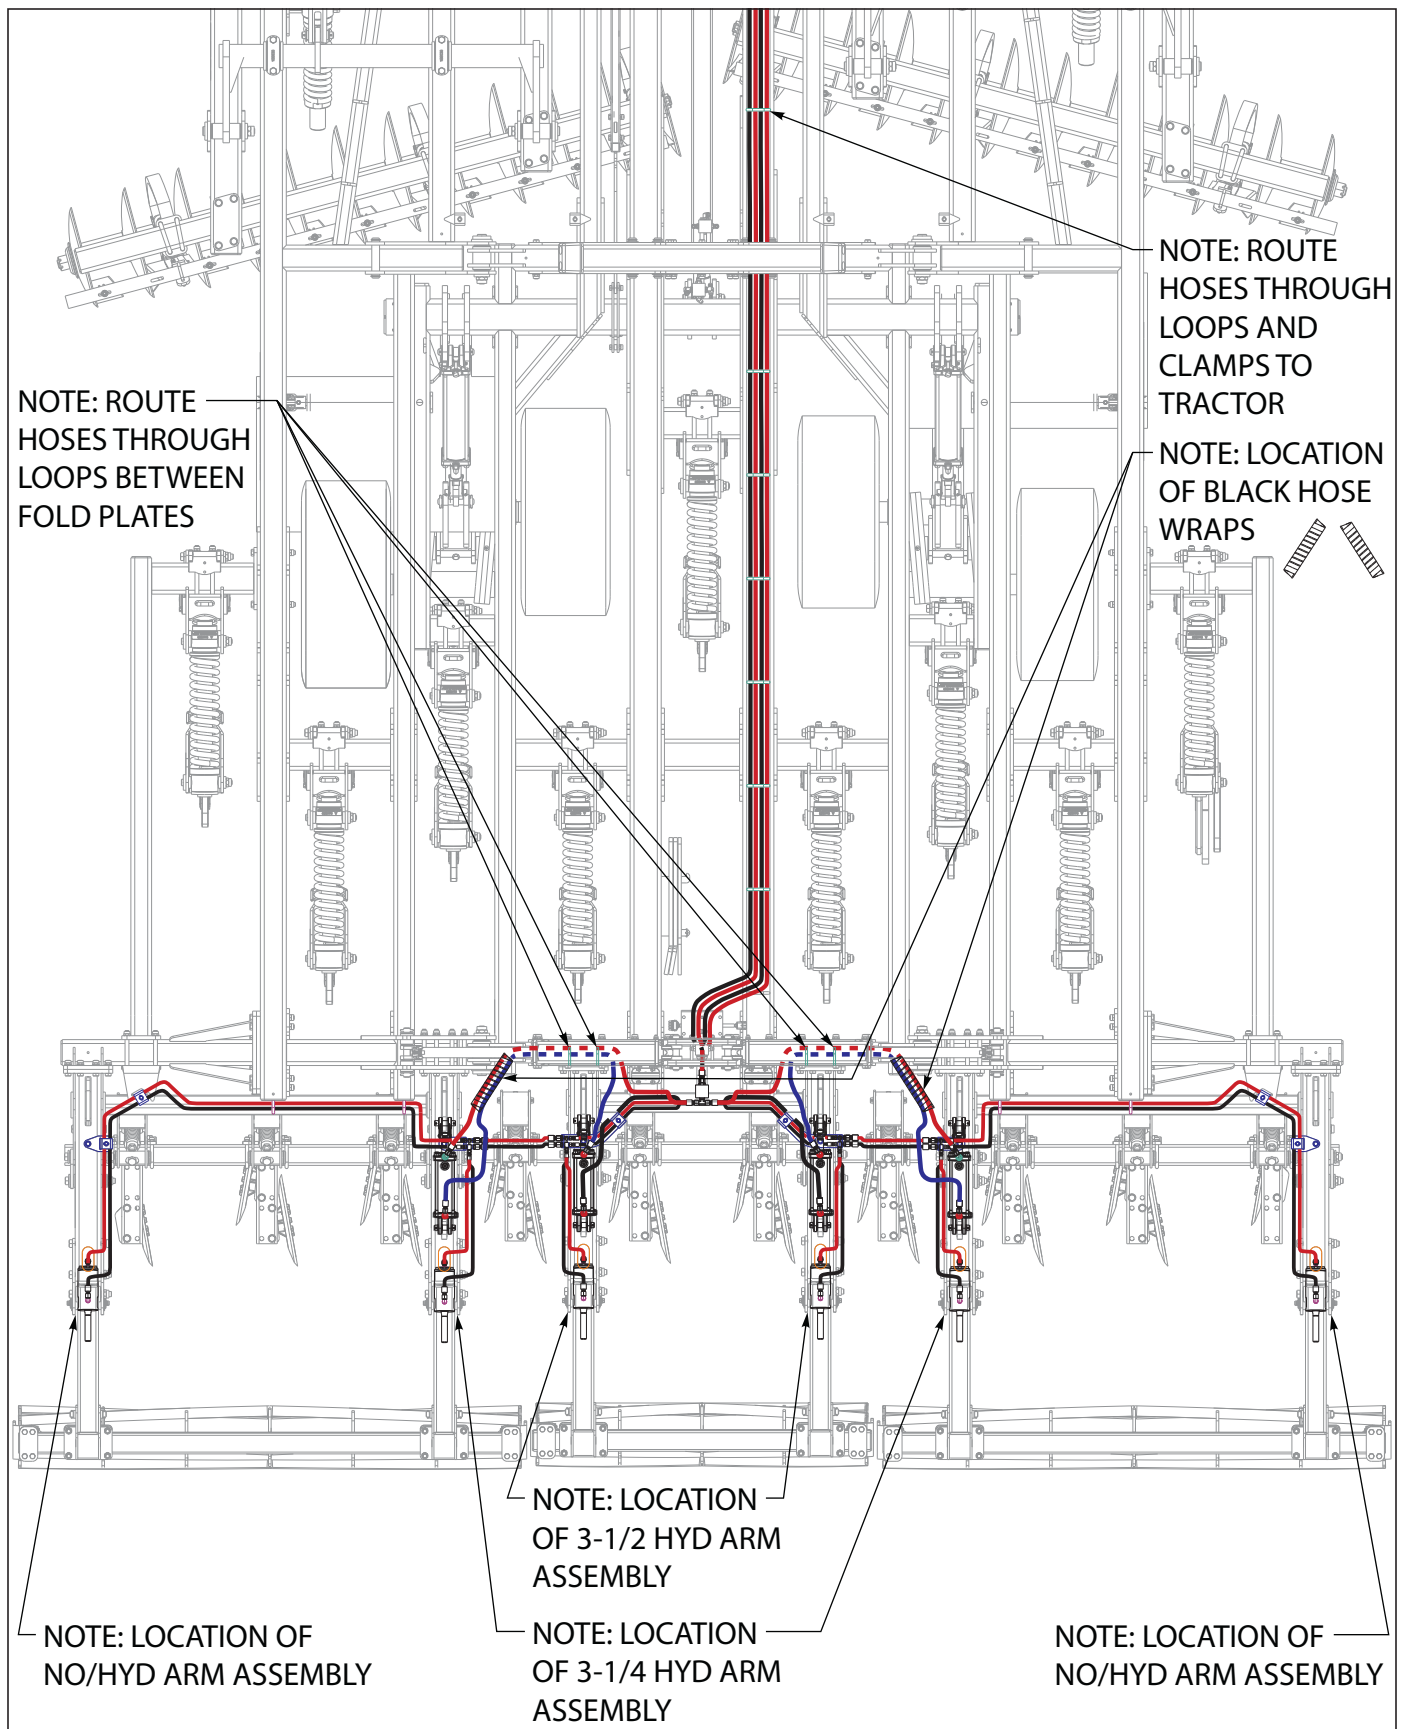 NOTE: ROUTE
HOSES THROUGH
LOOPS AND
CLAMPS TO
TRACTOR
NOTE: ROUTE
HOSES THROUGH
LOOPS BETWEEN
FOLD PLATES
NOTE: LOCATION
OF BLACK HOSE
WRAPS
NOTE: LOCATION
OF 3-1/2 HYD ARM
ASSEMBLY
NOTE: LOCATION OF
NO/HYD ARM ASSEMBLY
NOTE: LOCATION
OF 3-1/4 HYD ARM
ASSEMBLY
NOTE: LOCATION OF
NO/HYD ARM ASSEMBLY